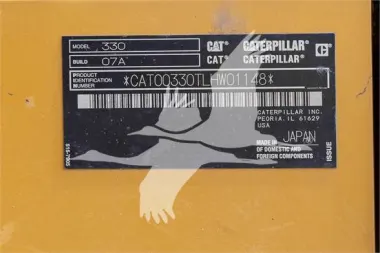 MODEL 330 CAT® CATERPILLAR®
BUILD 07A CAT® CATERPILLAR®
PRODUCT IDENTIFICATION NUMBER *CAT00330TLHW01148*
CATERPILLAR INC.
PEORIA, IL 61629
USA
MADE IN JAPAN
OF DOMESTIC AND
FOREIGN COMPONENTS
ISSUE